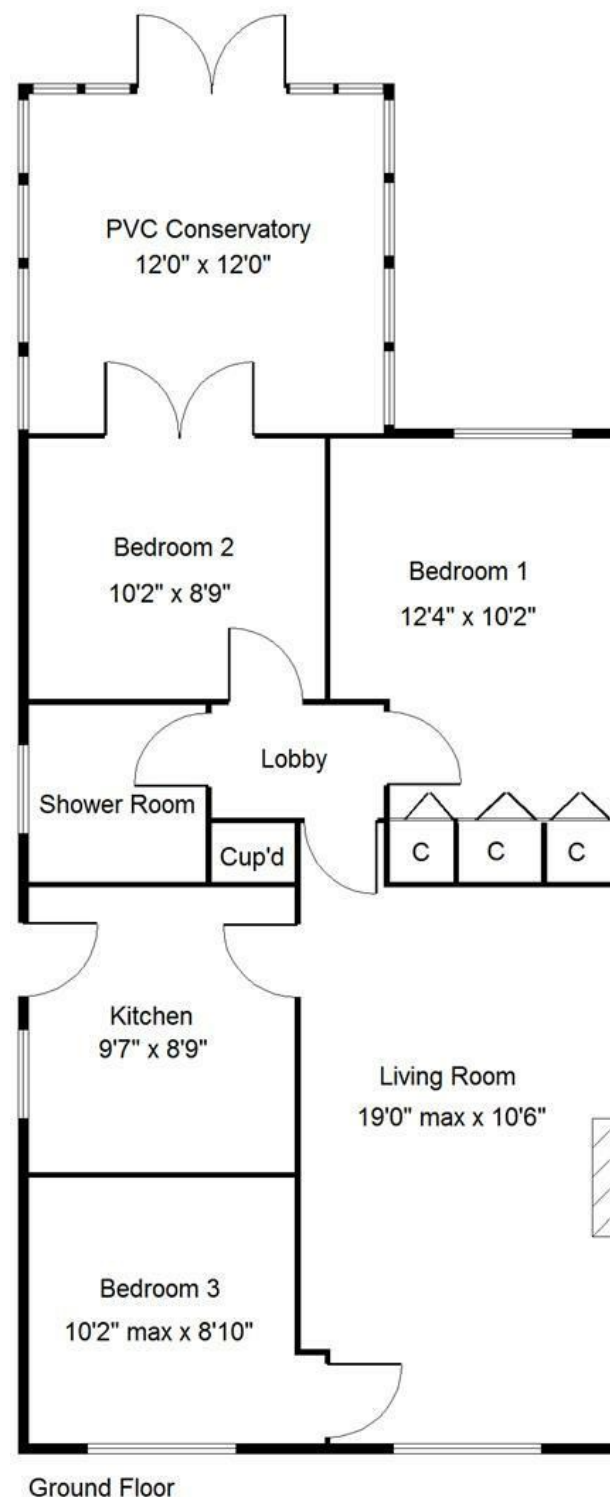 PVC Conservatory
12'0" x 12'0"
Bedroom 2
10'2" x 8'9"
Bedroom 1
12'4" x 10'2"
Lobby
Shower Room
Cup'd
C
C
C
Kitchen
9'7" x 8'9"
Living Room
19'0" max x 10'6"
Bedroom 3
10'2" max x 8'10"
Ground Floor